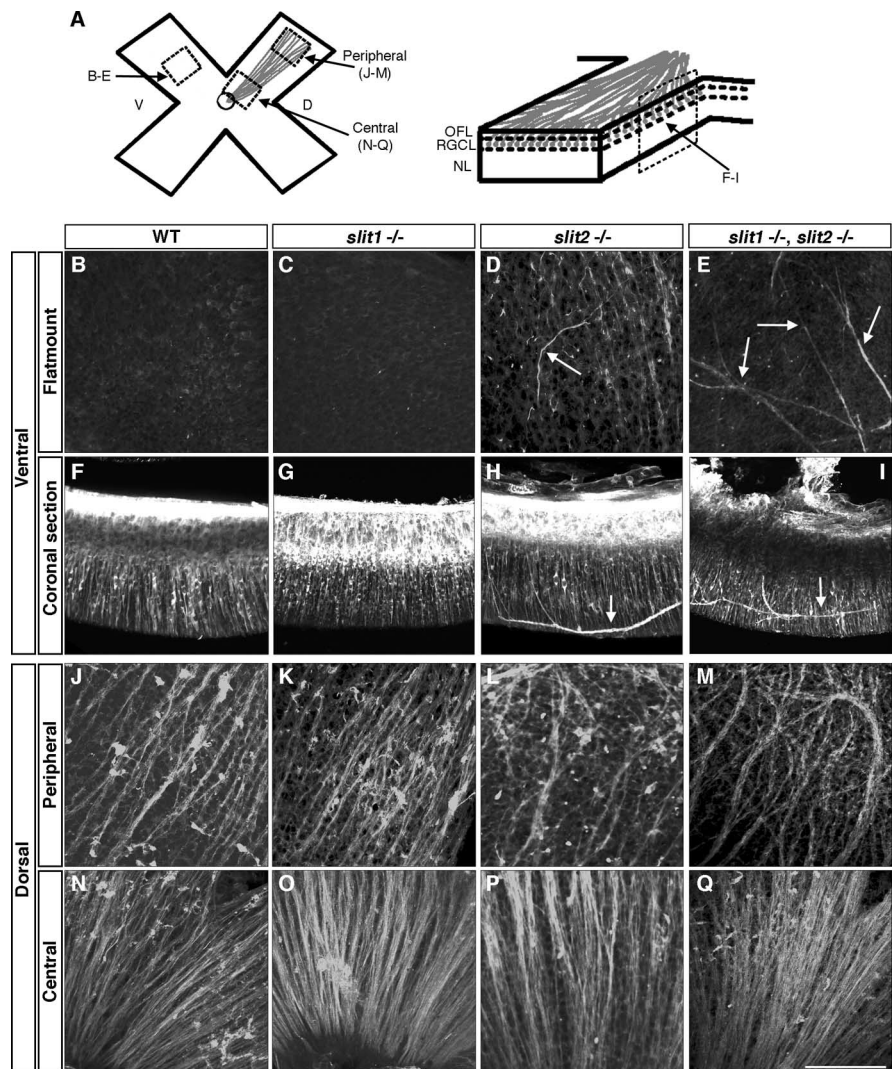 A
B-E
V
D
Peripheral
(J-M)
Central
(N-Q)
OFL
RGCL
NL
F-I
WT
slit1 -/-
slit2 -/-
slit1 -/-, slit2 -/-
Ventral
Flatmount
B
C
D
E
Coronal section
F
G
H
I
Dorsal
Peripheral
J
K
L
M
Central
N
O
P
Q